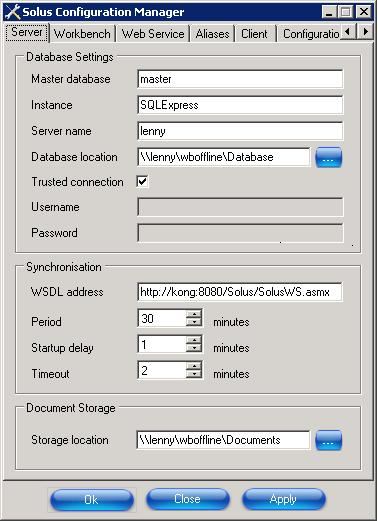 Solus Configuration Manager
Server Workbench Web Service Aliases Client Configuratio
Database Settings
Master database master
Instance SQLExpress
Server name lenny
Database location \\lenny\wboffline\Database ...
Trusted connection
Username
Password
Synchronisation
WSDL address http://kong:8080/Solus/SolusWS.asmx
Period 30 minutes
Startup delay 1 minutes
Timeout 2 minutes
Document Storage
Storage location \\lenny\wboffline\Documents ...
Ok Close Apply